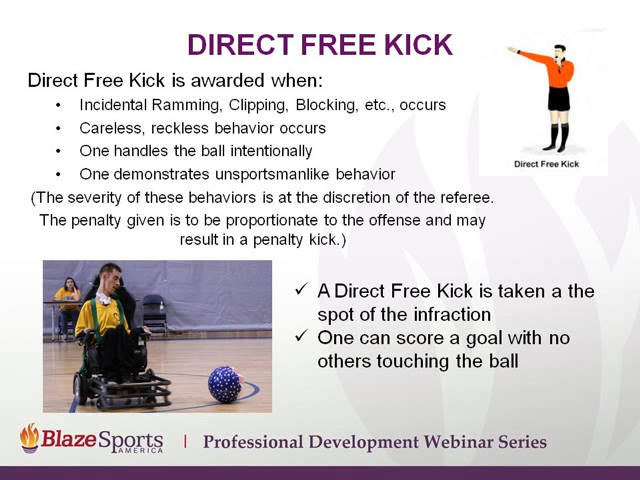 DIRECT FREE KICK
Direct Free Kick is awarded when:
• Incidental Ramming, Clipping, Blocking, etc., occurs
• Careless, reckless behavior occurs
• One handles the ball intentionally
• One demonstrates unsportsmanlike behavior
(The severity of these behaviors is at the discretion of the referee.
The penalty given is to be proportionate to the offense and may
result in a penalty kick.)
Direct Free Kick
✓ A Direct Free Kick is taken a the
spot of the infraction
✓ One can score a goal with no
others touching the ball
BlazeSports
AMERICA
| Professional Development Webinar Series